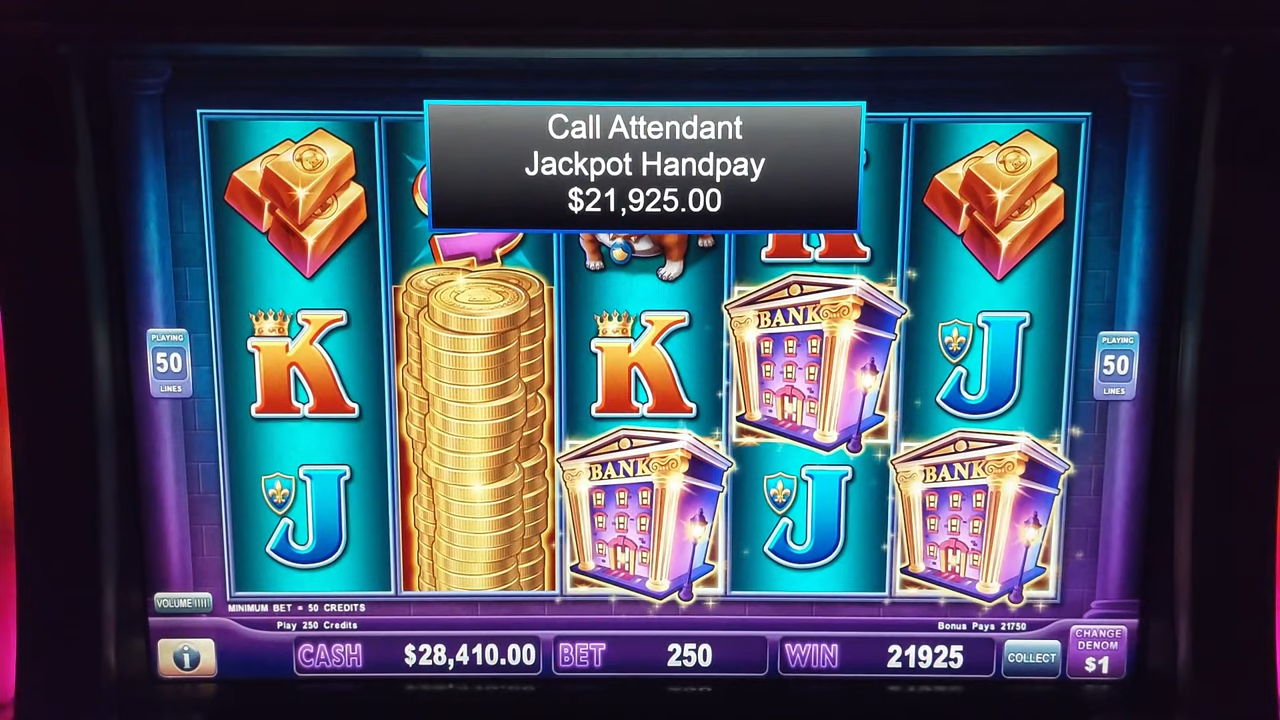 Call Attendant
Jackpot Handpay
$21,925.00
K
K
BANK
J
PLAYING
50
LINES
PLAYING
50
LINES
J
BANK
J
BANK
VOLUME
MINIMUM BET = 50 CREDITS
Play 250 Credits
Bonus Pays 21750
i
CASH $28,410.00
BET 250
WIN 21925
COLLECT
CHANGE
DENOM
$1